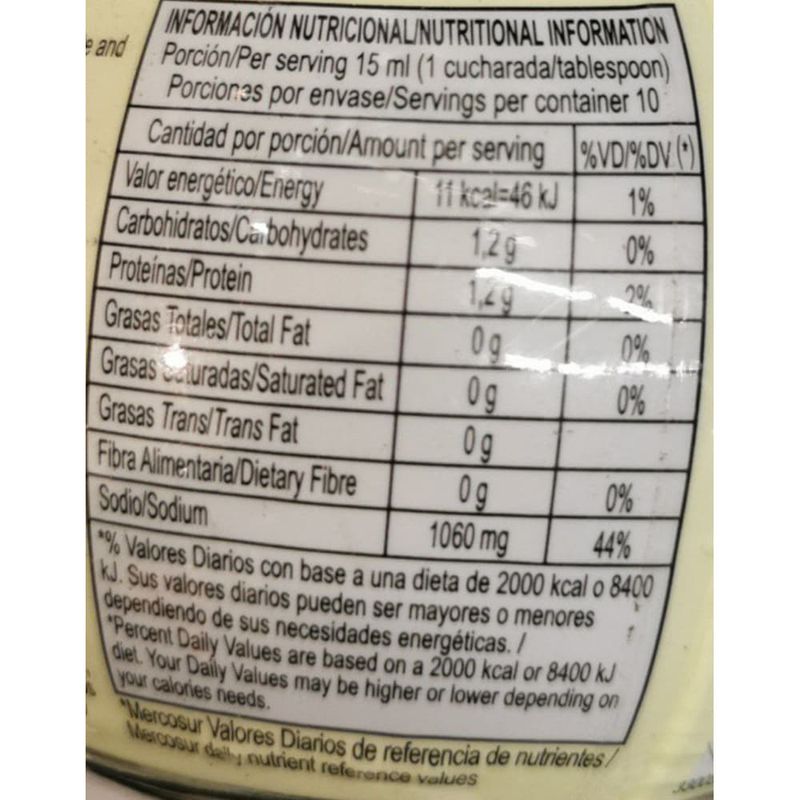 e and
INFORMACIÓN NUTRICIONAL/NUTRITIONAL INFORMATION
Porción/Per serving 15 ml (1 cucharada/tablespoon)
Porciones por envase/Servings per container 10
Cantidad por porción/Amount per serving %VD/%DV (*)
Valor energético/Energy 11 kcal=46 kJ 1%
Carbohidratos/Carbohydrates 1,2 g 0%
Proteínas/Protein 1,2 g 2%
Grasas Totales/Total Fat 0 g 0%
Grasas Saturadas/Saturated Fat 0 g 0%
Grasas Trans/Trans Fat 0 g
Fibra Alimentaria/Dietary Fibre 0 g 0%
Sodio/Sodium 1060 mg 44%
*% Valores Diarios con base a una dieta de 2000 kcal o 8400
kJ. Sus valores diarios pueden ser mayores o menores
dependiendo de sus necesidades energéticas. /
*Percent Daily Values are based on a 2000 kcal or 8400 kJ
diet. Your Daily Values may be higher or lower depending on
your calories needs.
*Mercosur Valores Diarios de referencia de nutrientes/
Mercosur daily nutrient reference values